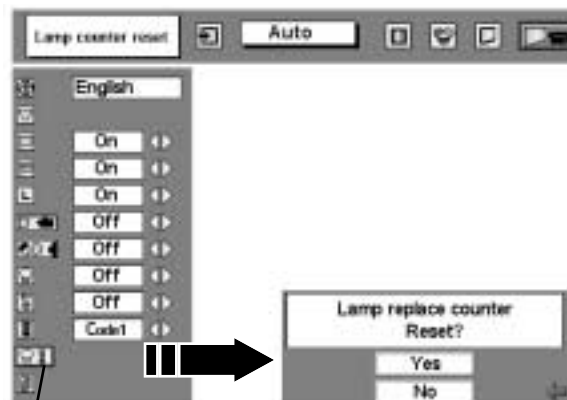 Lamp counter reset
Auto
English
On
On
On
Off
Off
Off
Off
Code1
Lamp replace counter
Reset?
Yes
No